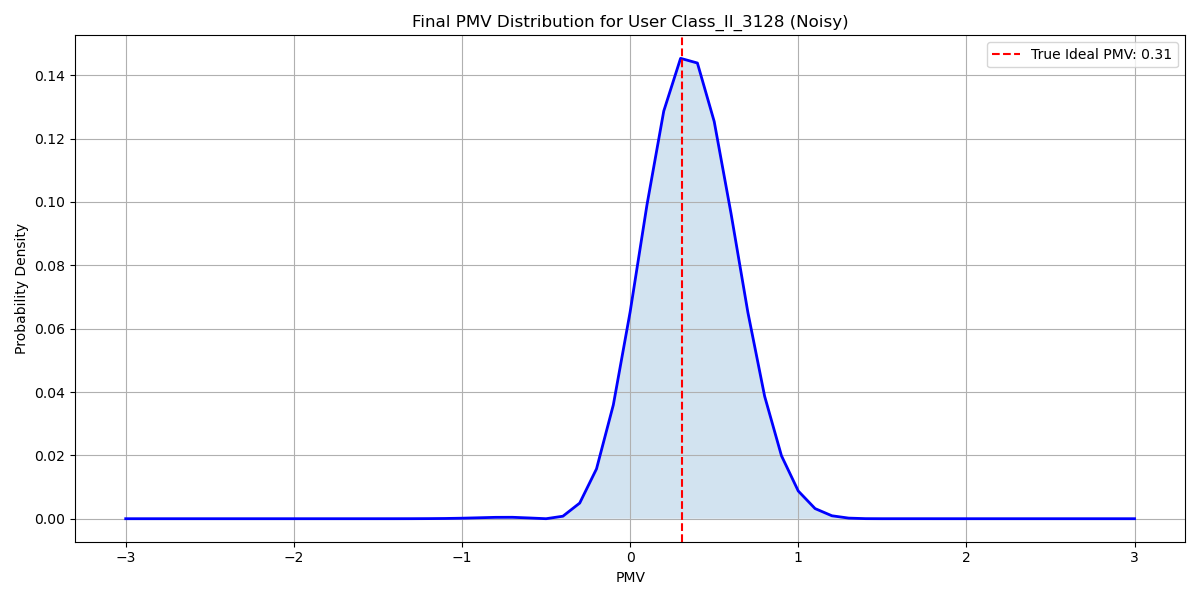 Final PMV Distribution for User Class_II_3128 (Noisy)
True Ideal PMV: 0.31
Probability Density
0.14
0.12
0.10
0.08
0.06
0.04
0.02
0.00
−3 −2 −1 0 1 2 3
PMV